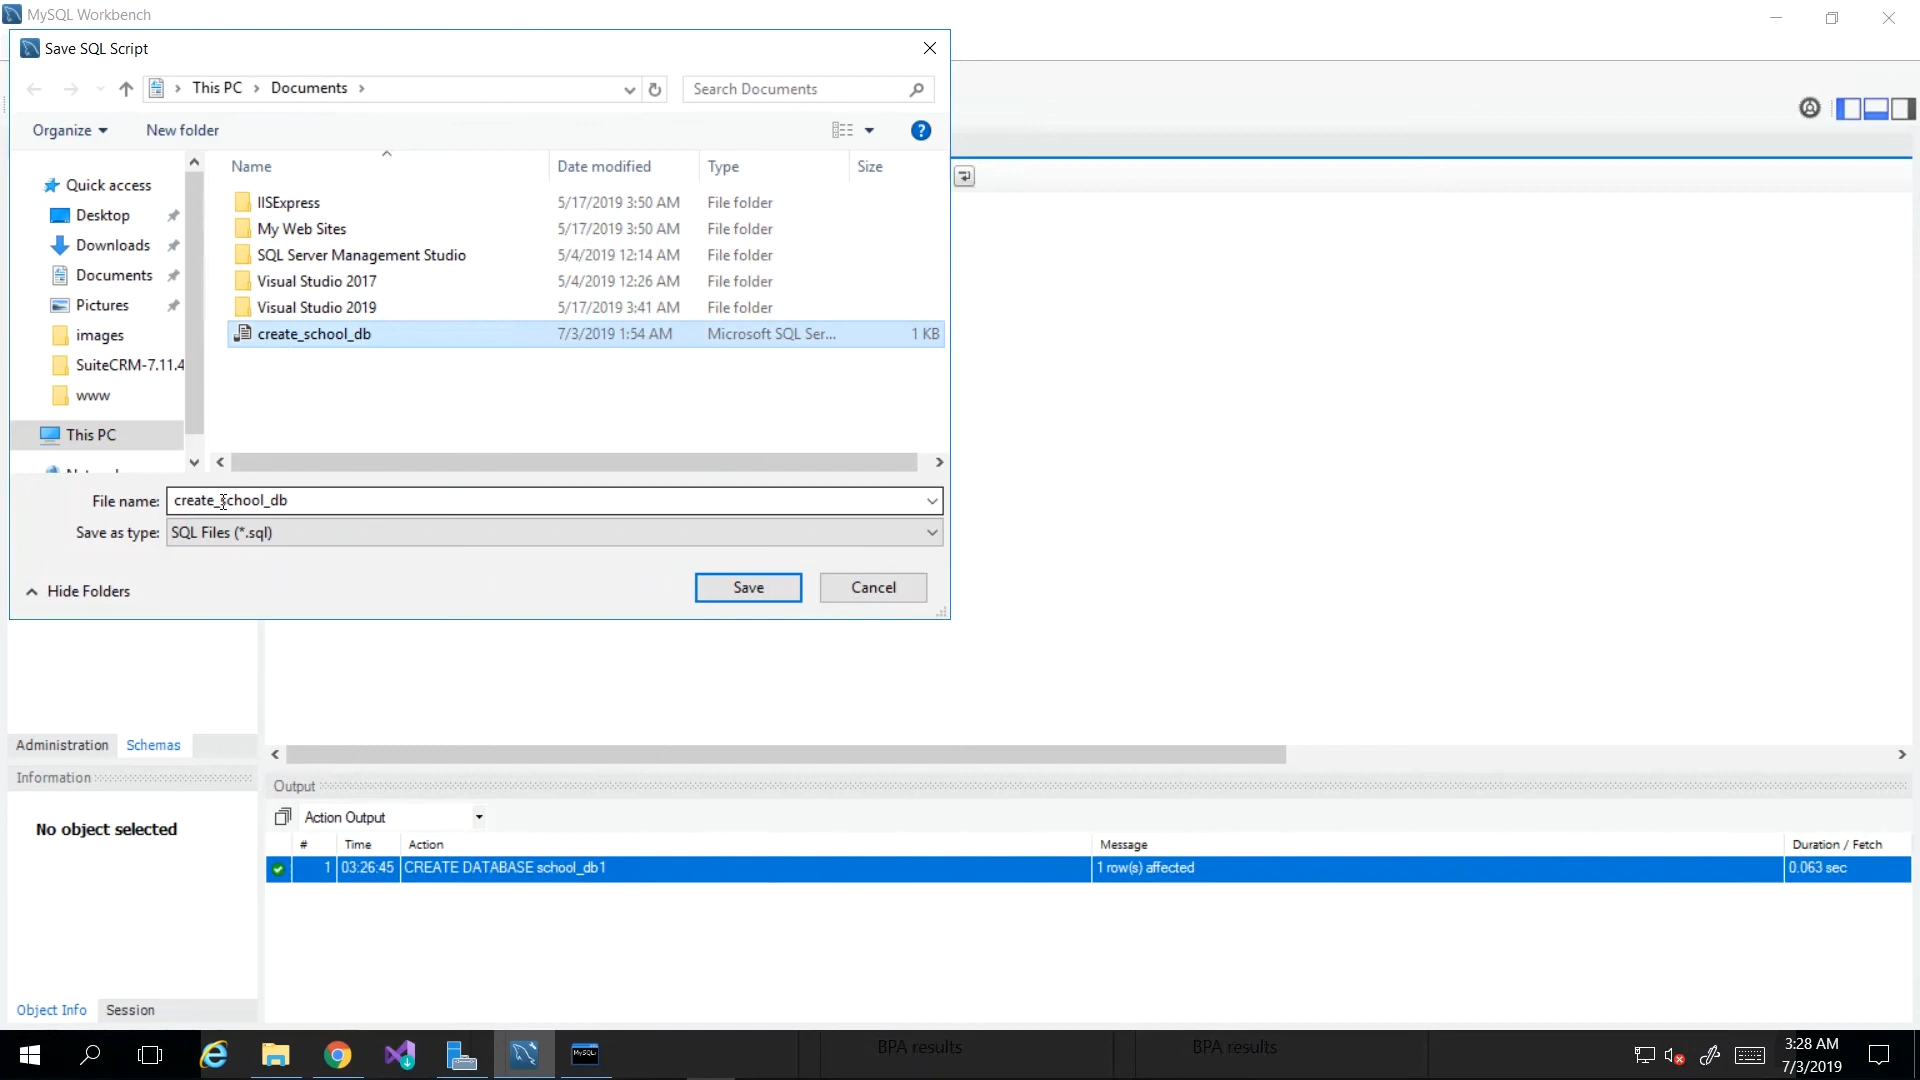 MySQL Workbench
Save SQL Script
This PC
Documents
Search Documents
Organize
New folder
Name Date modified Type Size
Quick access
Desktop
Downloads
Documents
Pictures
images
SuiteCRM-7.11.4
www
This PC
IISExpress 5/17/2019 3:50 AM File folder
My Web Sites 5/17/2019 3:50 AM File folder
SQL Server Management Studio 5/4/2019 12:14 AM File folder
Visual Studio 2017 5/4/2019 12:26 AM File folder
Visual Studio 2019 5/17/2019 3:41 AM File folder
create_school_db 7/3/2019 1:54 AM Microsoft SQL Ser... 1 KB
File name: create_school_db
Save as type: SQL Files (*.sql)
Hide Folders
Save Cancel
Administration Schemas
Information
No object selected
Object Info Session
Output
Action Output
# Time Action Message Duration / Fetch
1 03:26:45 CREATE DATABASE school_db1 1 row(s) affected 0.063 sec
MySQL
BPA results BPA results
3:28 AM
7/3/2019